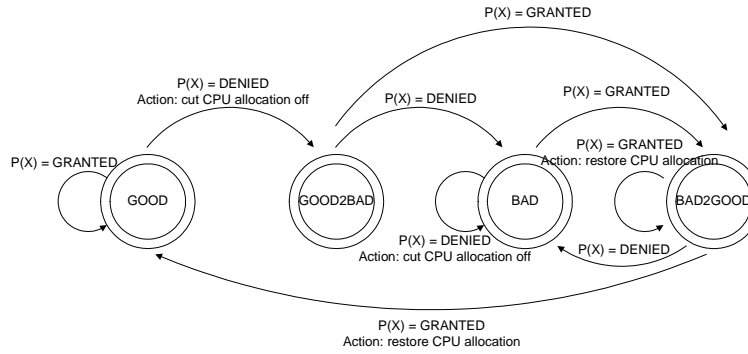 P(X) = GRANTED
P(X) = DENIED
Action: cut CPU allocation off
P(X) = DENIED
P(X) = GRANTED
P(X) = GRANTED
P(X) = GRANTED
Action: restore CPU allocation
GOOD
GOOD2BAD
BAD
BAD2GOOD
P(X) = DENIED
Action: cut CPU allocation off
P(X) = DENIED
P(X) = GRANTED
Action: restore CPU allocation